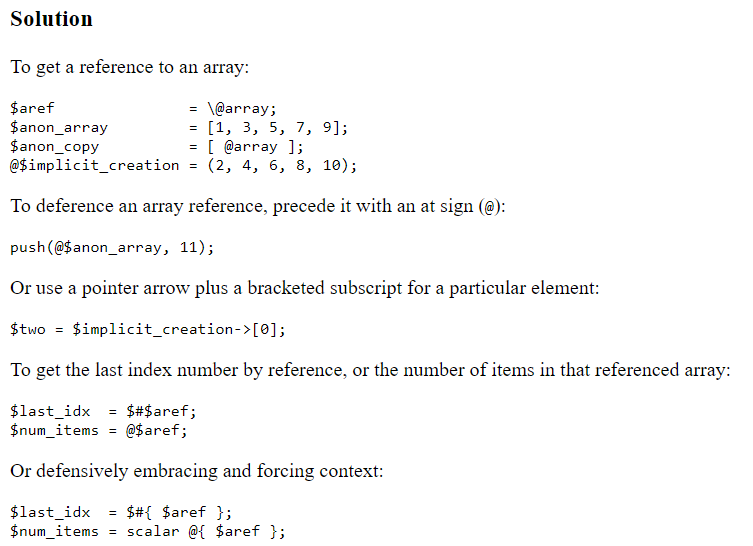 Solution
To get a reference to an array:
$aref               = \@array;
$anon_array         = [1, 3, 5, 7, 9];
$anon_copy          = [ @array ];
@$implicit_creation = (2, 4, 6, 8, 10);
To deference an array reference, precede it with an at sign (@):
push(@$anon_array, 11);
Or use a pointer arrow plus a bracketed subscript for a particular element:
$two = $implicit_creation->[0];
To get the last index number by reference, or the number of items in that referenced array:
$last_idx  = $#$aref;
$num_items = @$aref;
Or defensively embracing and forcing context:
$last_idx  = $#{ $aref };
$num_items = scalar @{ $aref };